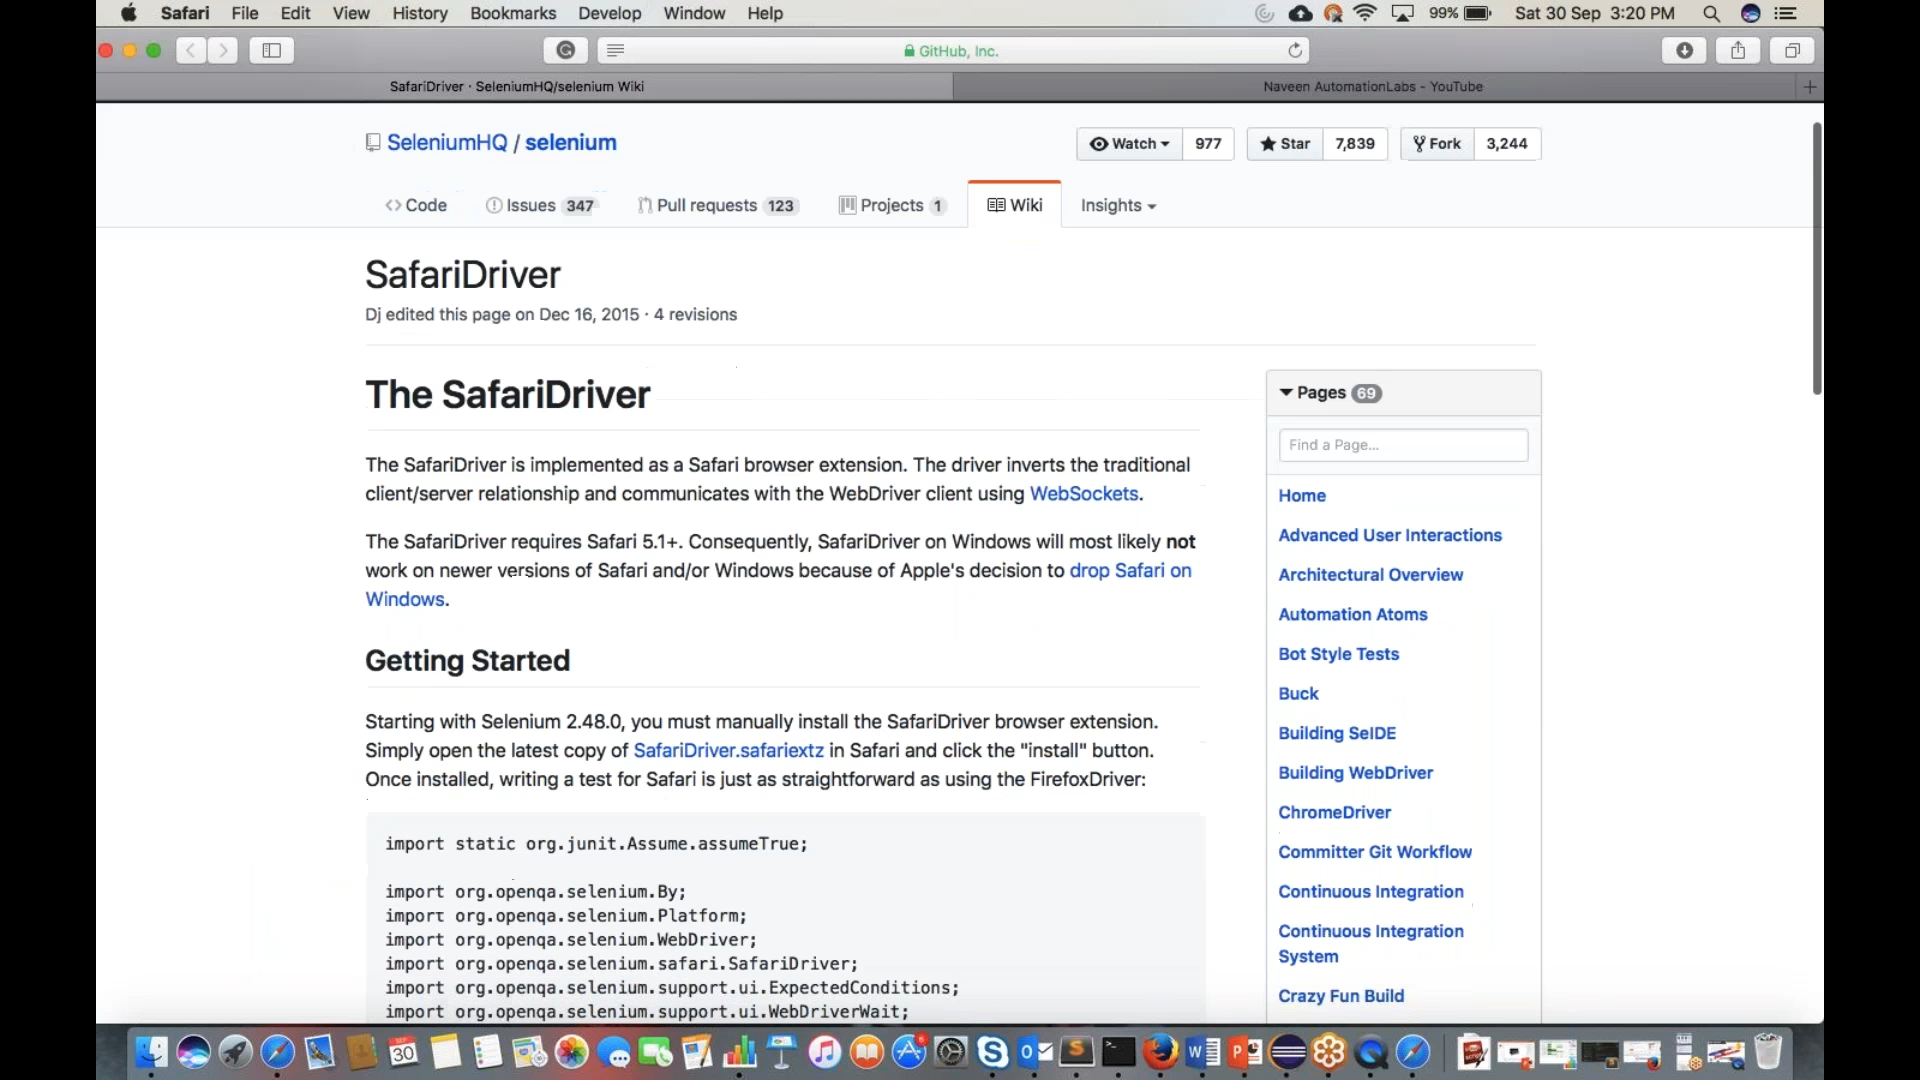 Safari File Edit View History Bookmarks Develop Window Help 99% Sat 30 Sep 3:20 PM
GitHub, Inc.
SafariDriver · SeleniumHQ/selenium Wiki Naveen AutomationLabs - YouTube
SeleniumHQ / selenium Watch 977 Star 7,839 Fork 3,244
Code Issues 347 Pull requests 123 Projects 1 Wiki Insights
SafariDriver
Dj edited this page on Dec 16, 2015 · 4 revisions
The SafariDriver
The SafariDriver is implemented as a Safari browser extension. The driver inverts the traditional
client/server relationship and communicates with the WebDriver client using WebSockets.
The SafariDriver requires Safari 5.1+. Consequently, SafariDriver on Windows will most likely not
work on newer versions of Safari and/or Windows because of Apple's decision to drop Safari on
Windows.
Getting Started
Starting with Selenium 2.48.0, you must manually install the SafariDriver browser extension.
Simply open the latest copy of SafariDriver.safariextz in Safari and click the "install" button.
Once installed, writing a test for Safari is just as straightforward as using the FirefoxDriver:
import static org.junit.Assume.assumeTrue;
import org.openqa.selenium.By;
import org.openqa.selenium.Platform;
import org.openqa.selenium.WebDriver;
import org.openqa.selenium.safari.SafariDriver;
import org.openqa.selenium.support.ui.ExpectedConditions;
import org.openqa.selenium.support.ui.WebDriverWait;
Pages 69
Find a Page...
Home
Advanced User Interactions
Architectural Overview
Automation Atoms
Bot Style Tests
Buck
Building SeIDE
Building WebDriver
ChromeDriver
Committer Git Workflow
Continuous Integration
Continuous Integration
System
Crazy Fun Build
30